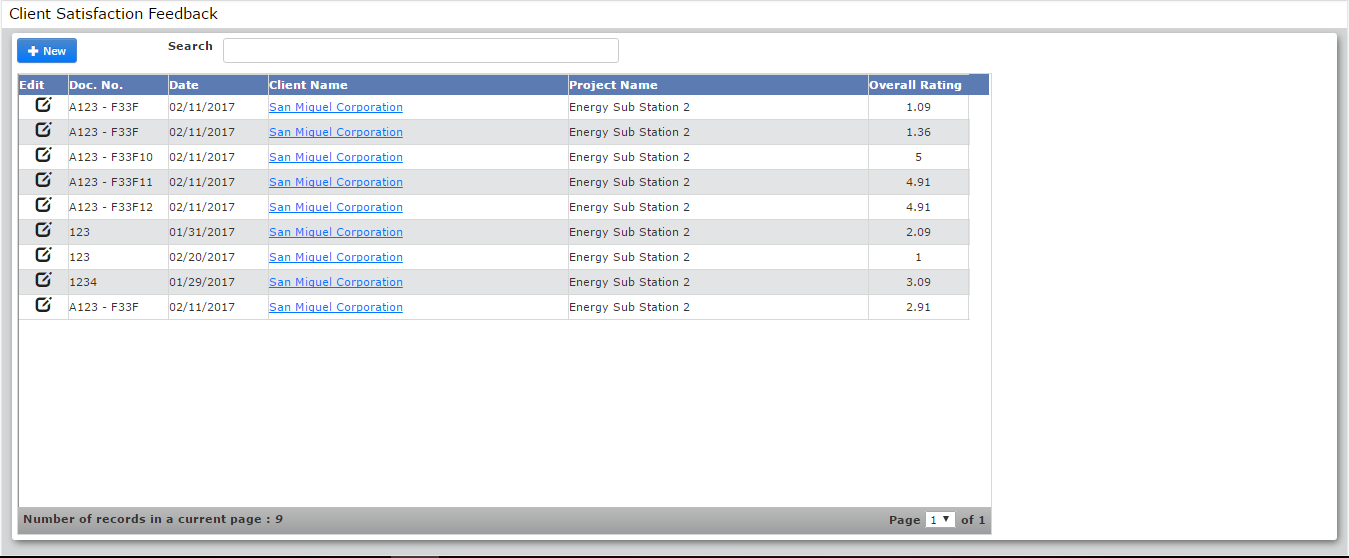 Client Satisfaction Feedback
New Search
Edit Doc. No. Date Client Name Project Name Overall Rating
A123 - F33F 02/11/2017 San Miguel Corporation Energy Sub Station 2 1.09
A123 - F33F 02/11/2017 San Miguel Corporation Energy Sub Station 2 1.36
A123 - F33F10 02/11/2017 San Miguel Corporation Energy Sub Station 2 5
A123 - F33F11 02/11/2017 San Miguel Corporation Energy Sub Station 2 4.91
A123 - F33F12 02/11/2017 San Miguel Corporation Energy Sub Station 2 4.91
123 01/31/2017 San Miguel Corporation Energy Sub Station 2 2.09
123 02/20/2017 San Miguel Corporation Energy Sub Station 2 1
1234 01/29/2017 San Miguel Corporation Energy Sub Station 2 3.09
A123 - F33F 02/11/2017 San Miguel Corporation Energy Sub Station 2 2.91
Number of records in a current page : 9 Page 1 of 1